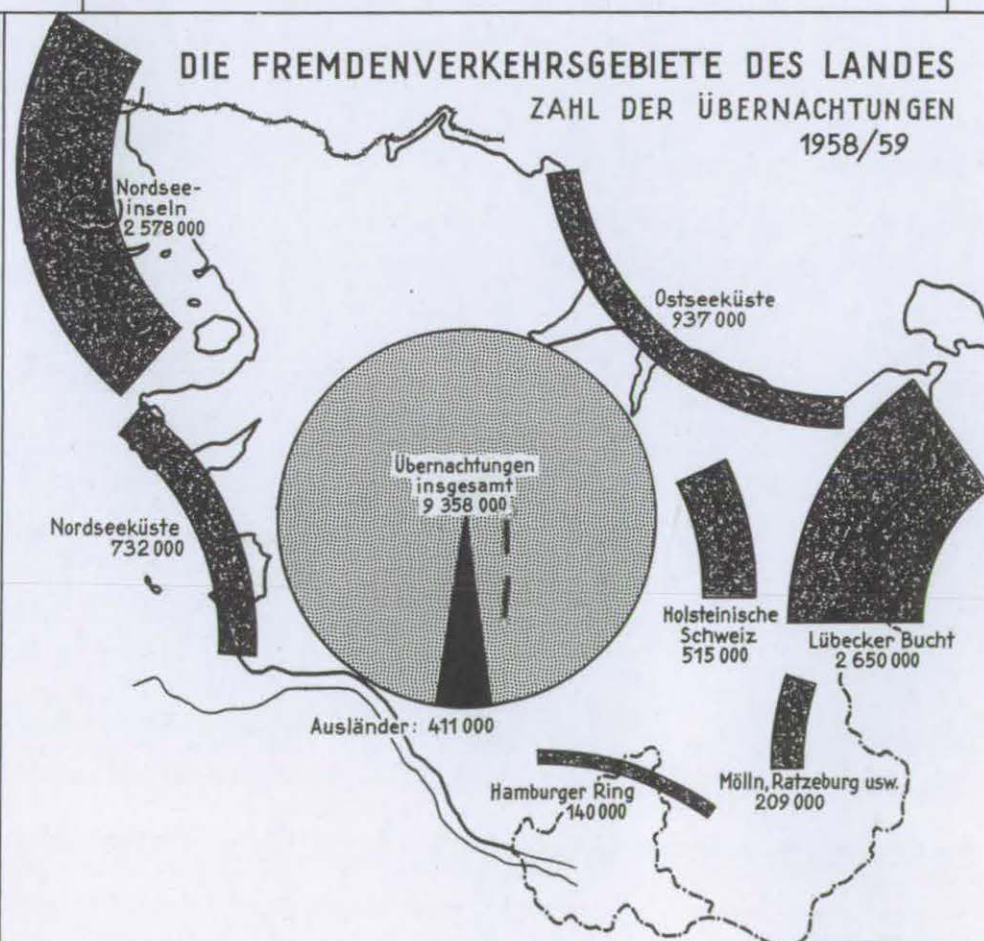 DIE FREMDENVERKEHRSGEBIETE DES LANDES
ZAHL DER ÜBERNACHTUNGEN
1958/59
Nordsee-
inseln
2 578 000
Ostseeküste
937 000
Übernachtungen
insgesamt
9 358 000
Nordseeküste
732 000
Holsteinische
Schweiz
515 000
Lübecker Bucht
2 650 000
Ausländer: 411 000
Hamburger Ring
140 000
Mölln, Ratzeburg usw.
209 000